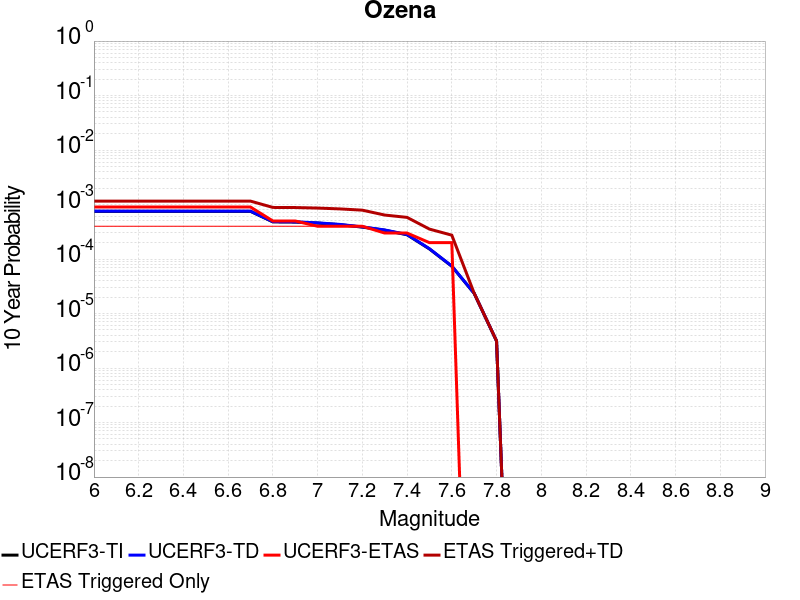 Ozena
10 Year Probability
10^0
10^-1
10^-2
10^-3
10^-4
10^-5
10^-6
10^-7
10^-8
6 6.2 6.4 6.6 6.8 7 7.2 7.4 7.6 7.8 8 8.2 8.4 8.6 8.8 9
Magnitude
UCERF3-TI UCERF3-TD UCERF3-ETAS ETAS Triggered+TD
ETAS Triggered Only